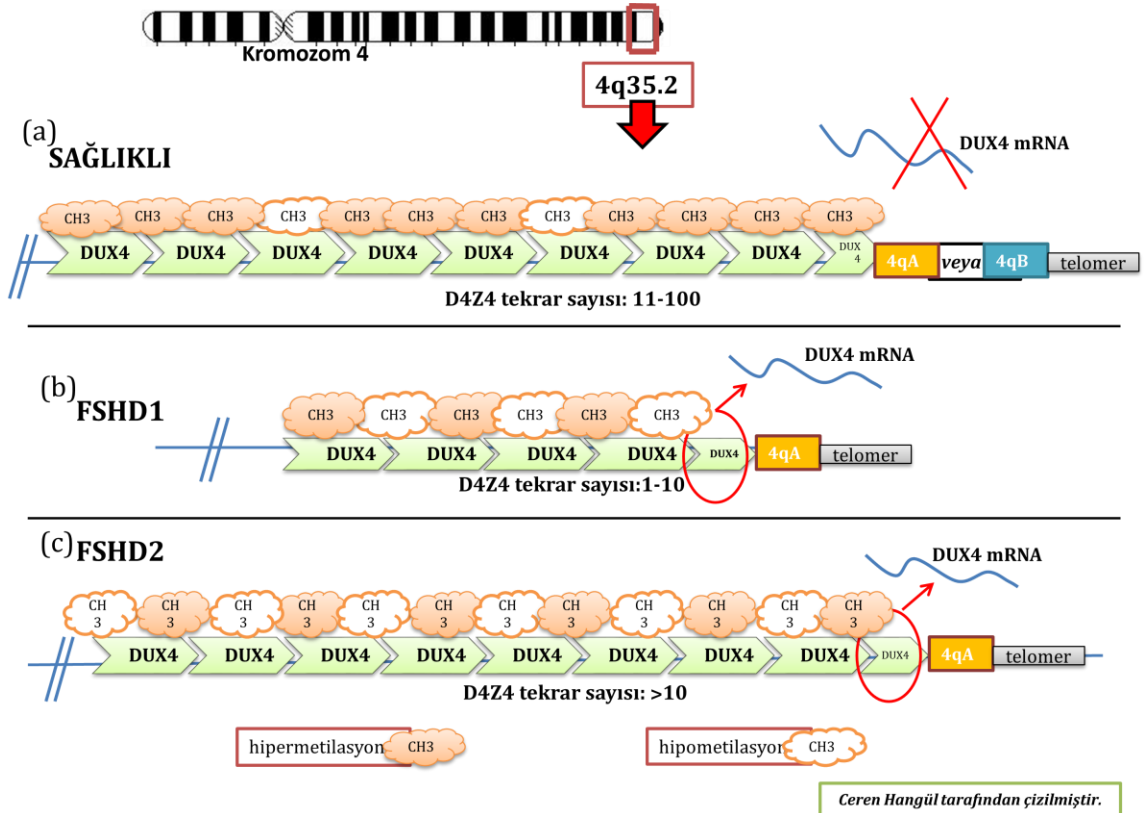 Kromozom 4
4q35.2
(a)
SAĞLIKLI
DUX4 mRNA
CH3 CH3 CH3 CH3 CH3 CH3 CH3 CH3 CH3 CH3 CH3 CH3
DUX4 DUX4 DUX4 DUX4 DUX4 DUX4 DUX4 DUX4 DUX
4
4qA veya 4qB telomer
D4Z4 tekrar sayısı: 11-100
(b)
FSHD1
DUX4 mRNA
CH3 CH3 CH3 CH3 CH3 CH3
DUX4 DUX4 DUX4 DUX4 DUX4 4qA telomer
D4Z4 tekrar sayısı:1-10
(c)
FSHD2
DUX4 mRNA
CH CH CH CH CH CH CH CH CH CH CH CH
3 3 3 3 3 3 3 3 3 3 3 3
DUX4 DUX4 DUX4 DUX4 DUX4 DUX4 DUX4 DUX4 DUX4 4qA telomer
D4Z4 tekrar sayısı: >10
hipermetilasyon CH3
hipometilasyon CH3
Ceren Hangül tarafından çizilmiştir.